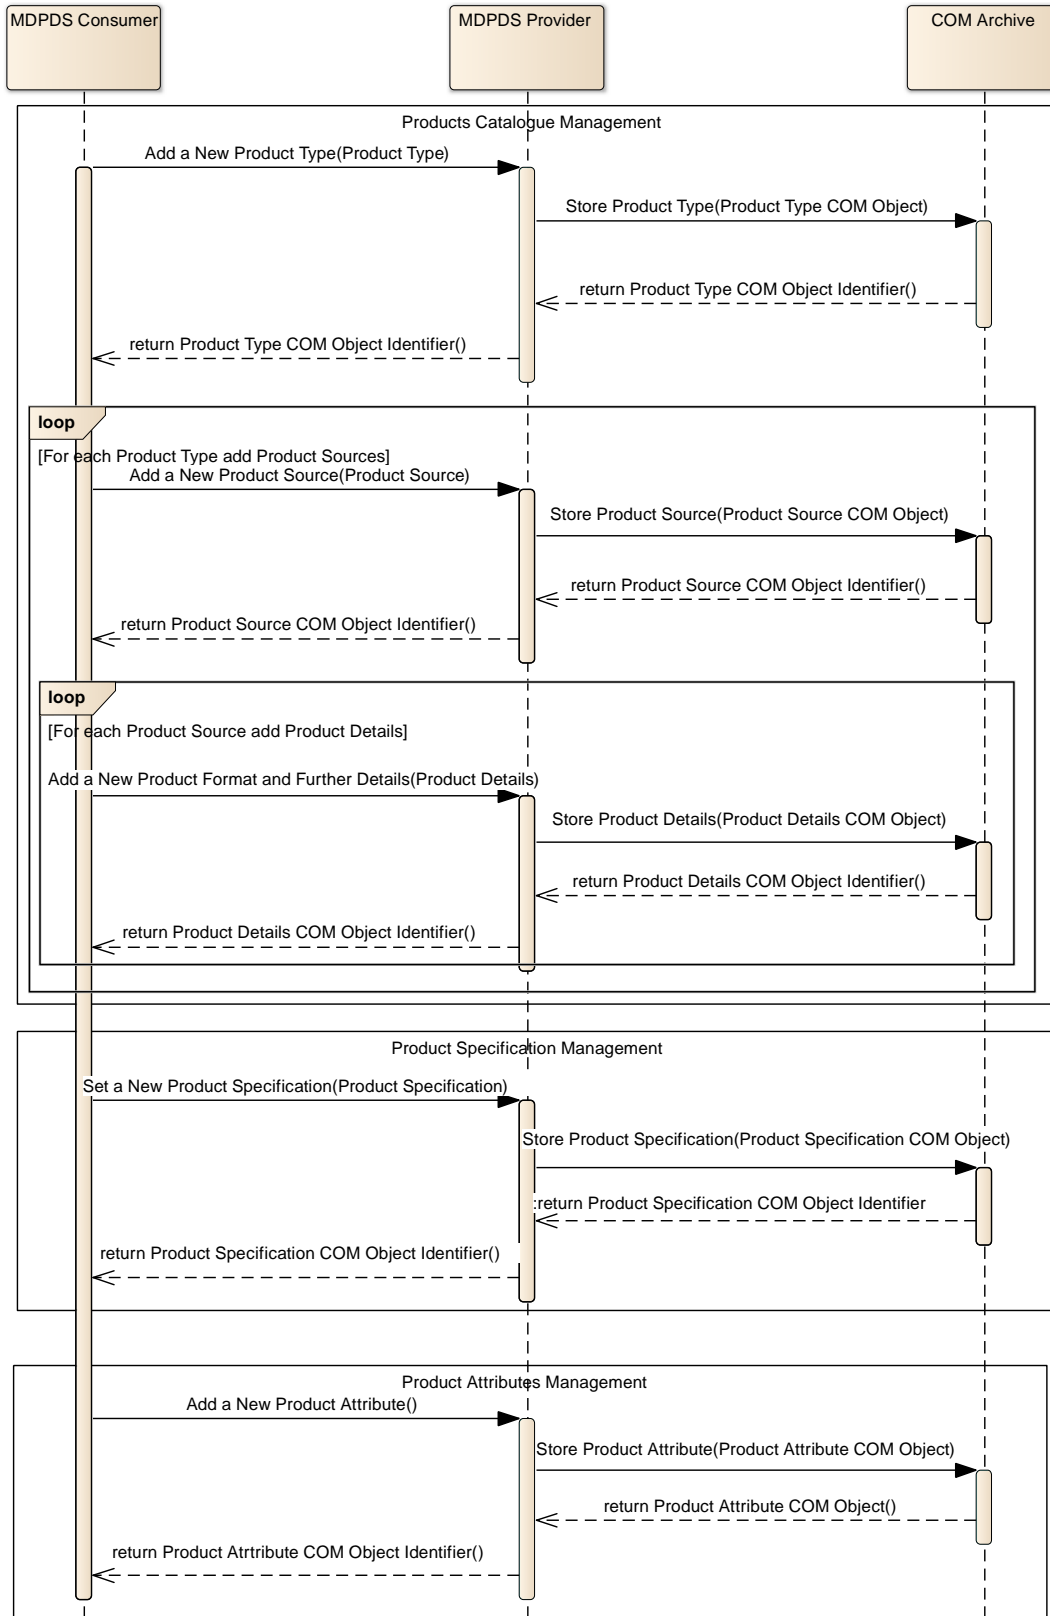 MDPDS Consumer
MDPDS Provider
COM Archive
Products Catalogue Management
Add a New Product Type(Product Type)
Store Product Type(Product Type COM Object)
return Product Type COM Object Identifier()
return Product Type COM Object Identifier()
loop
[For each Product Type add Product Sources]
Add a New Product Source(Product Source)
Store Product Source(Product Source COM Object)
return Product Source COM Object Identifier()
return Product Source COM Object Identifier()
loop
[For each Product Source add Product Details]
Add a New Product Format and Further Details(Product Details)
Store Product Details(Product Details COM Object)
return Product Details COM Object Identifier()
return Product Details COM Object Identifier()
Product Specification Management
Set a New Product Specification(Product Specification)
Store Product Specification(Product Specification COM Object)
:return Product Specification COM Object Identifier
return Product Specification COM Object Identifier()
Product Attributes Management
Add a New Product Attribute()
Store Product Attribute(Product Attribute COM Object)
return Product Attribute COM Object()
return Product Atrtribute COM Object Identifier()